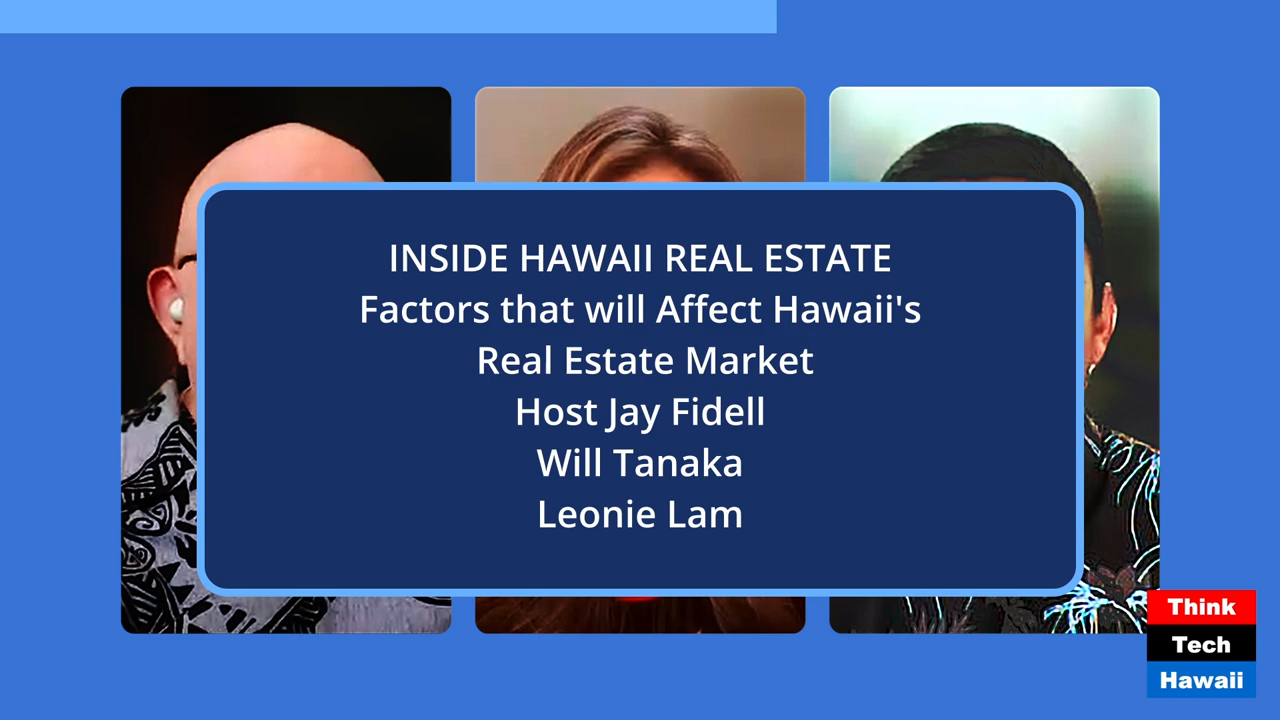 INSIDE HAWAII REAL ESTATE
Factors that will Affect Hawaii's
Real Estate Market
Host Jay Fidell
Will Tanaka
Leonie Lam
Think
Tech
Hawaii